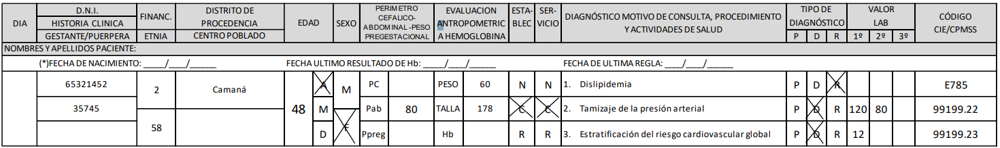 DIA
D.N.I.
HISTORIA CLINICA
GESTANTE/PUERPERA
FINANC.
ETNIA
DISTRITO DE
PROCEDENCIA
CENTRO POBLADO
EDAD
SEXO
PERIMETRO
CEFALICO-
ABDOMINAL -PESO
PREGESTACIONAL
EVALUACION
ANTROPOMETRIC
A HEMOGLOBINA
ESTA-
BLEC
SER-
VICIO
DIAGNÓSTICO MOTIVO DE CONSULTA, PROCEDIMIENTO
Y ACTIVIDADES DE SALUD
TIPO DE
DIAGNÓSTICO
P D R
VALOR
LAB
1º 2º 3º
CÓDIGO
CIE/CPMSS
NOMBRES Y APELLIDOS PACIENTE:
(*)FECHA DE NACIMIENTO: _____/____/______ FECHA ULTIMO RESULTADO DE Hb: _____/____/______ FECHA DE ULTIMA REGLA: ____/____/______
65321452 2 Camaná 48 A M PC PESO 60 N N 1. Dislipidemia P D R E785
35745 M Pab 80 TALLA 178 C C 2. Tamizaje de la presión arterial P D R 120 80 99199.22
58 D F Ppreg Hb R R 3. Estratificación del riesgo cardiovascular global P D R 12 99199.23